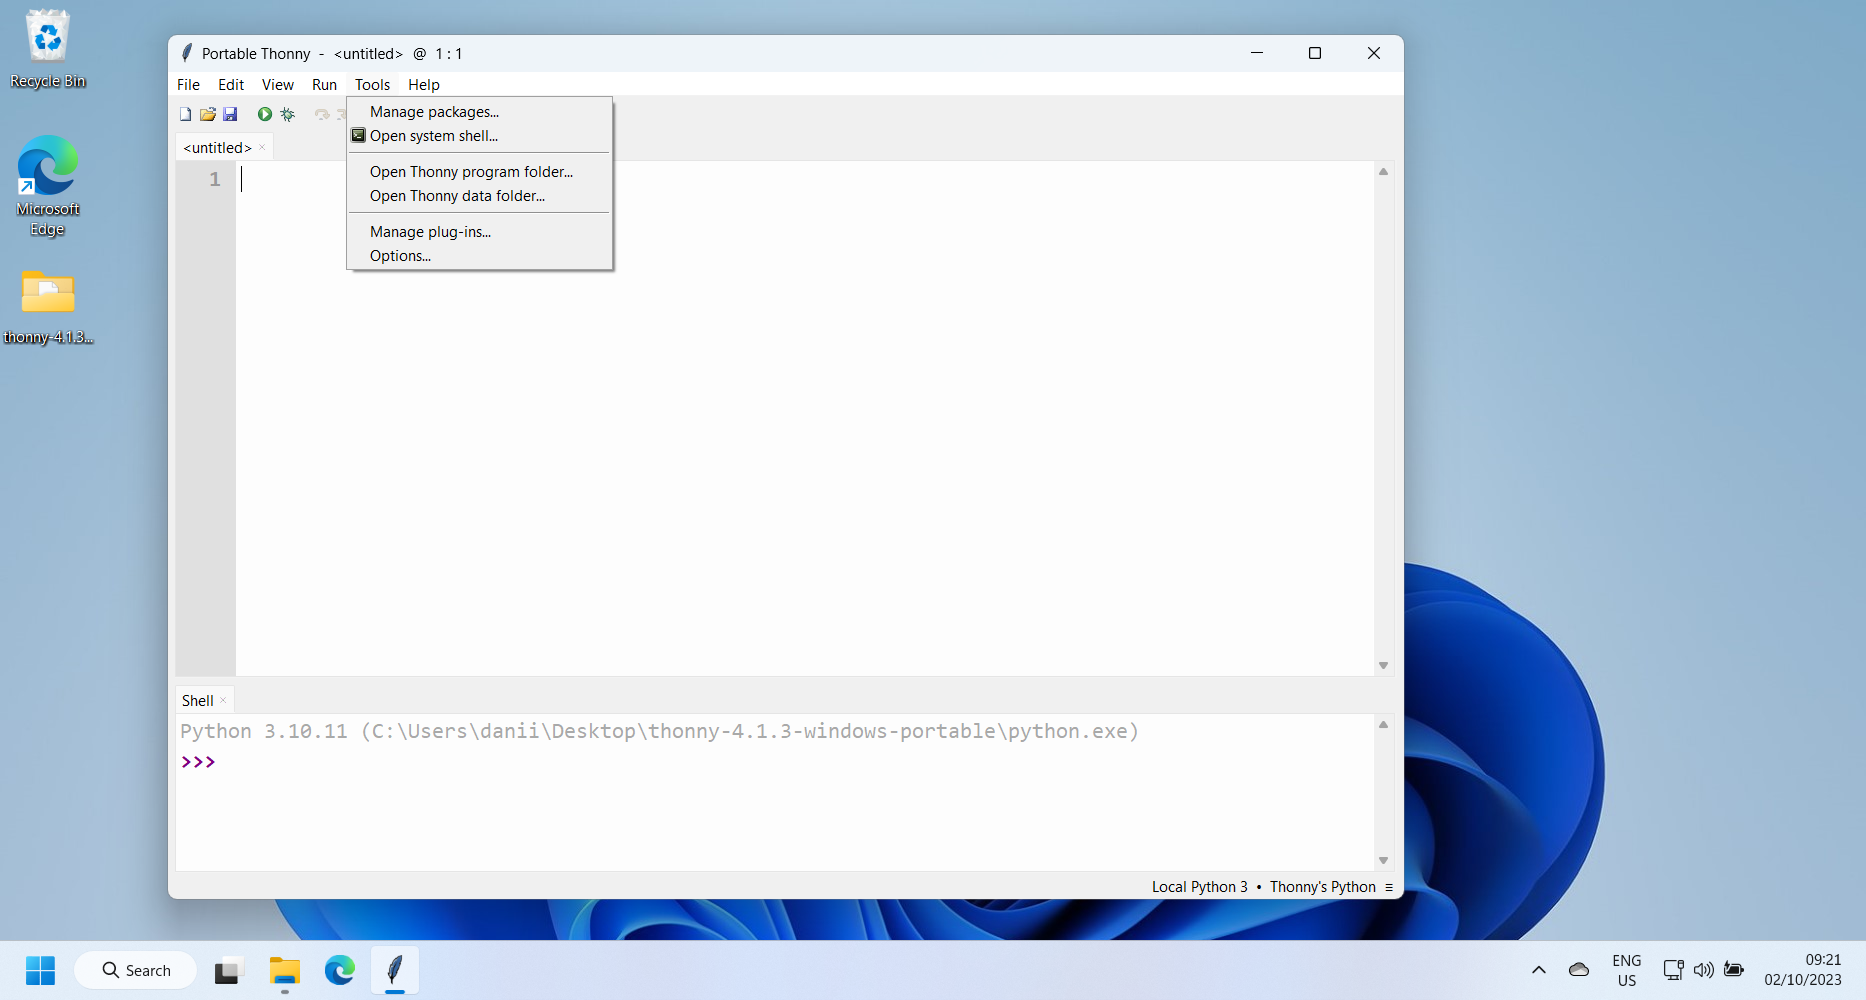 Recycle Bin
Microsoft
Edge
thonny-4.1.3...
Portable Thonny - <untitled> @ 1 : 1
File Edit View Run Tools Help
Manage packages...
Open system shell...
Open Thonny program folder...
Open Thonny data folder...
Manage plug-ins...
Options...
<untitled>
1
Shell
Python 3.10.11 (C:\Users\danii\Desktop\thonny-4.1.3-windows-portable\python.exe)
>>>
Local Python 3 • Thonny's Python ≡
Search
ENG
US
09:21
02/10/2023